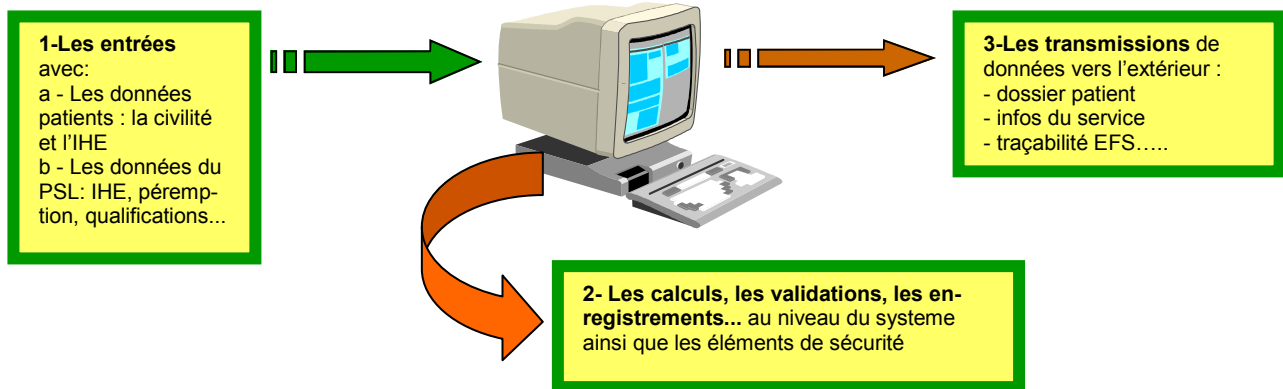 1-Les entrées
avec:
a - Les données
patients : la civilité
et l’IHE
b - Les données du
PSL: IHE, péremp-
tion, qualifications...
3-Les transmissions de
données vers l’extérieur :
- dossier patient
- infos du service
- traçabilité EFS…..
2- Les calculs, les validations, les en-
registrements... au niveau du systeme
ainsi que les éléments de sécurité